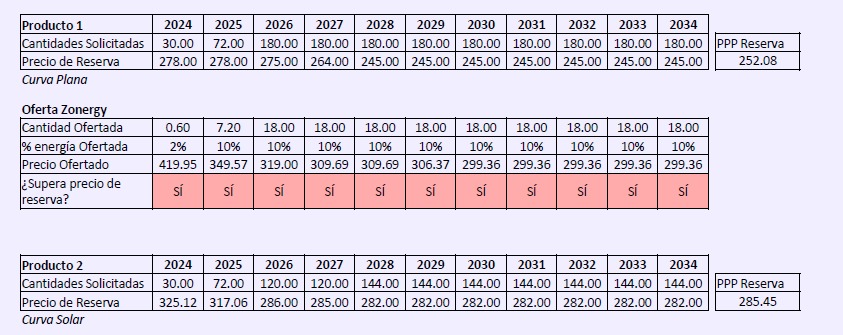 Producto 1 2024 2025 2026 2027 2028 2029 2030 2031 2032 2033 2034
Cantidades Solicitadas 30.00 72.00 180.00 180.00 180.00 180.00 180.00 180.00 180.00 180.00 180.00 PPP Reserva
Precio de Reserva 278.00 278.00 275.00 264.00 245.00 245.00 245.00 245.00 245.00 245.00 245.00 252.08
Curva Plana
Oferta Zonergy
Cantidad Ofertada 0.60 7.20 18.00 18.00 18.00 18.00 18.00 18.00 18.00 18.00 18.00
% energía Ofertada 2% 10% 10% 10% 10% 10% 10% 10% 10% 10% 10%
Precio Ofertado 419.95 349.57 319.00 309.69 309.69 306.37 299.36 299.36 299.36 299.36 299.36
¿Supera precio de
reserva? SÍ SÍ SÍ SÍ SÍ SÍ SÍ SÍ SÍ SÍ SÍ
Producto 2 2024 2025 2026 2027 2028 2029 2030 2031 2032 2033 2034
Cantidades Solicitadas 30.00 72.00 120.00 120.00 144.00 144.00 144.00 144.00 144.00 144.00 144.00 PPP Reserva
Precio de Reserva 325.12 317.06 286.00 285.00 282.00 282.00 282.00 282.00 282.00 282.00 282.00 285.45
Curva Solar